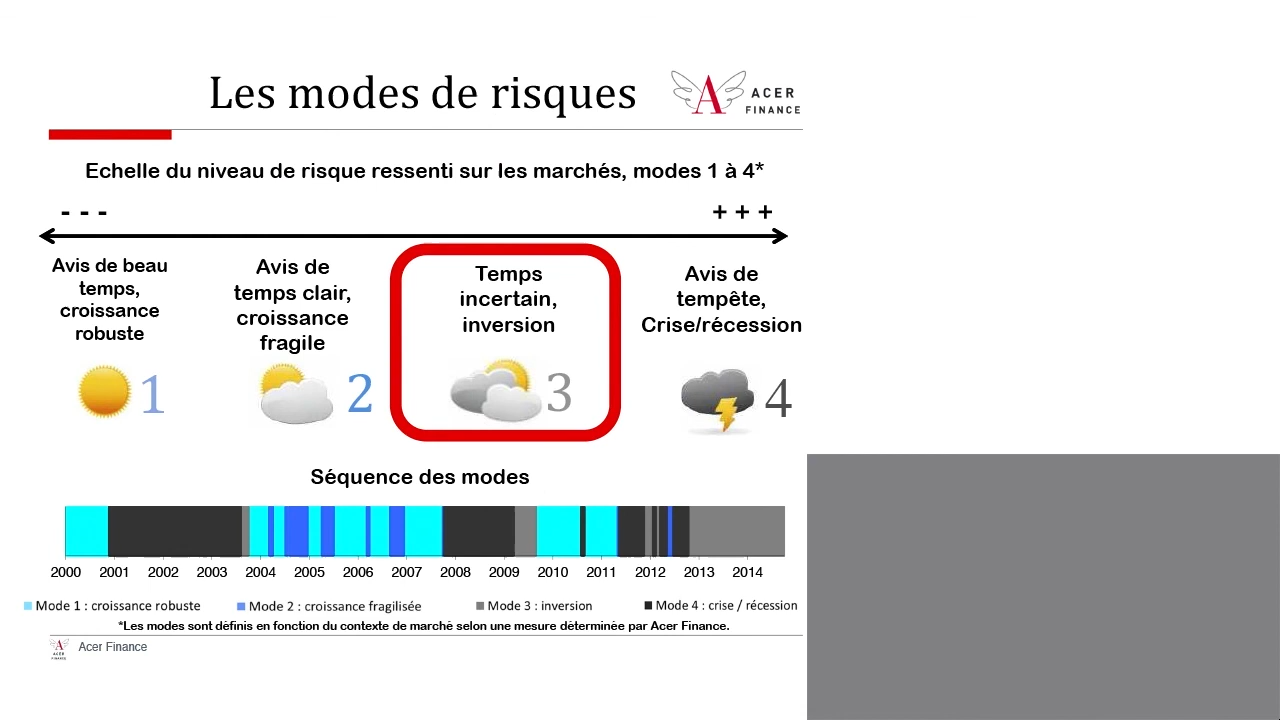 Les modes de risques
ACER
FINANCE
Echelle du niveau de risque ressenti sur les marchés, modes 1 à 4*
- - -
+ + +
Avis de beau
temps,
croissance
robuste
1
Avis de
temps clair,
croissance
fragile
2
Temps
incertain,
inversion
3
Avis de
tempête,
Crise/récession
4
Séquence des modes
2000 2001 2002 2003 2004 2005 2006 2007 2008 2009 2010 2011 2012 2013 2014
Mode 1 : croissance robuste Mode 2 : croissance fragilisée Mode 3 : inversion Mode 4 : crise / récession
*Les modes sont définis en fonction du contexte de marché selon une mesure déterminée par Acer Finance.
ACER
FINANCE
Acer Finance